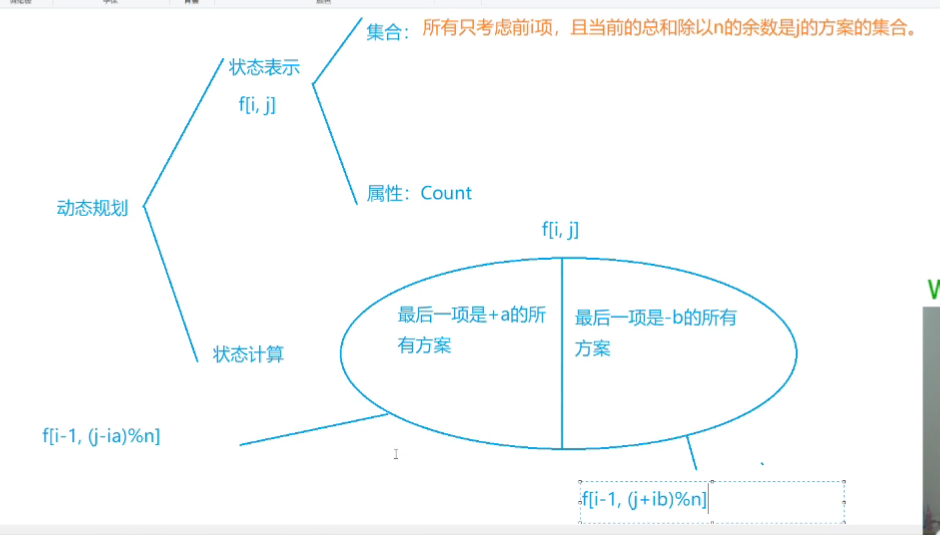 集合：所有只考虑前i项，且当前的总和除以n的余数是j的方案的集合。
状态表示
f[i, j]
属性：Count
动态规划
f[i, j]
最后一项是+a的所
有方案
最后一项是-b的所有
方案
状态计算
f[i-1, (j-ia)%n]
f[i-1, (j+ib)%n]